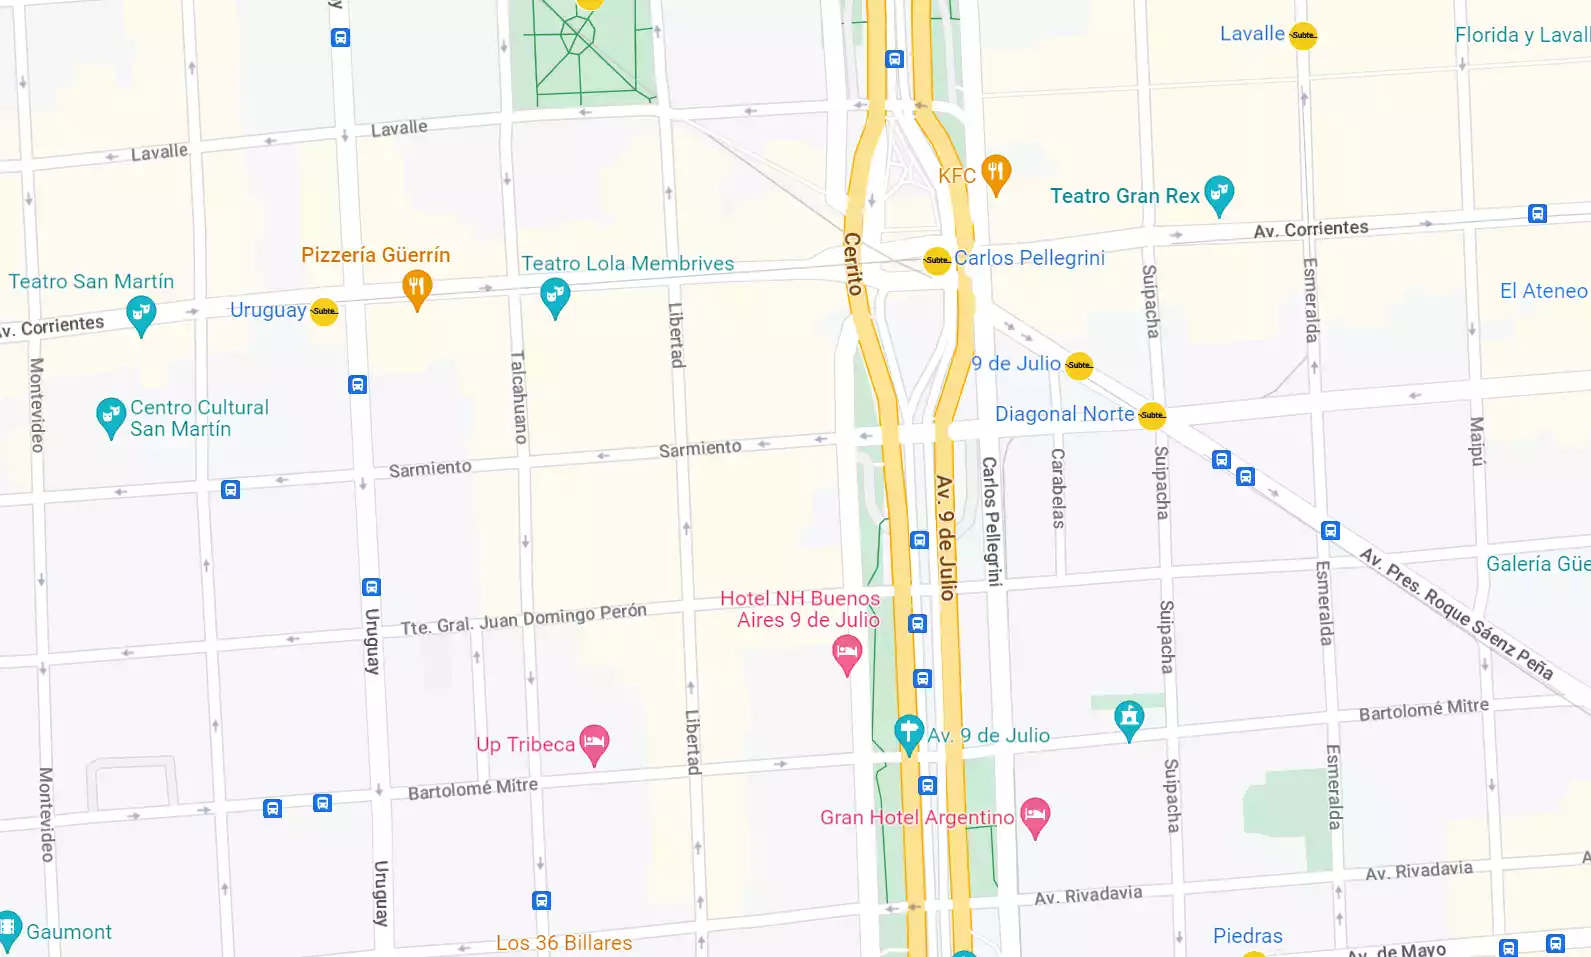 Lavalle
Subte...
Florida y Lavall
Lavalle
Lavalle
KFC
Teatro Gran Rex
Av. Corrientes
Pizzería Güerrín
Teatro Lola Membrives
Cerrito
Subte...
Carlos Pellegrini
Teatro San Martín
Uruguay
Subte...
v. Corrientes
Libertad
Suipacha
Esmeralda
El Ateneo
Montevideo
Talcahuano
9 de Julio
Subte...
Centro Cultural
San Martín
Diagonal Norte
Subte...
Sarmiento
Sarmiento
Maipú
Av. 9 de Julio
Carlos Pellegrini
Carabelas
Suipacha
Av. Pres. Roque Sáenz Peña
Galería Güe
Esmeralda
Hotel NH Buenos
Aires 9 de Julio
Tte. Gral. Juan Domingo Perón
Uruguay
Suipacha
Bartolomé Mitre
Up Tribeca
Libertad
Av. 9 de Julio
Bartolomé Mitre
Montevideo
Suipacha
Esmeralda
Gran Hotel Argentino
Uruguay
Av. Rivadavia
Av. Rivadavia
A
Gaumont
Los 36 Billares
Piedras
Av. de Mayo